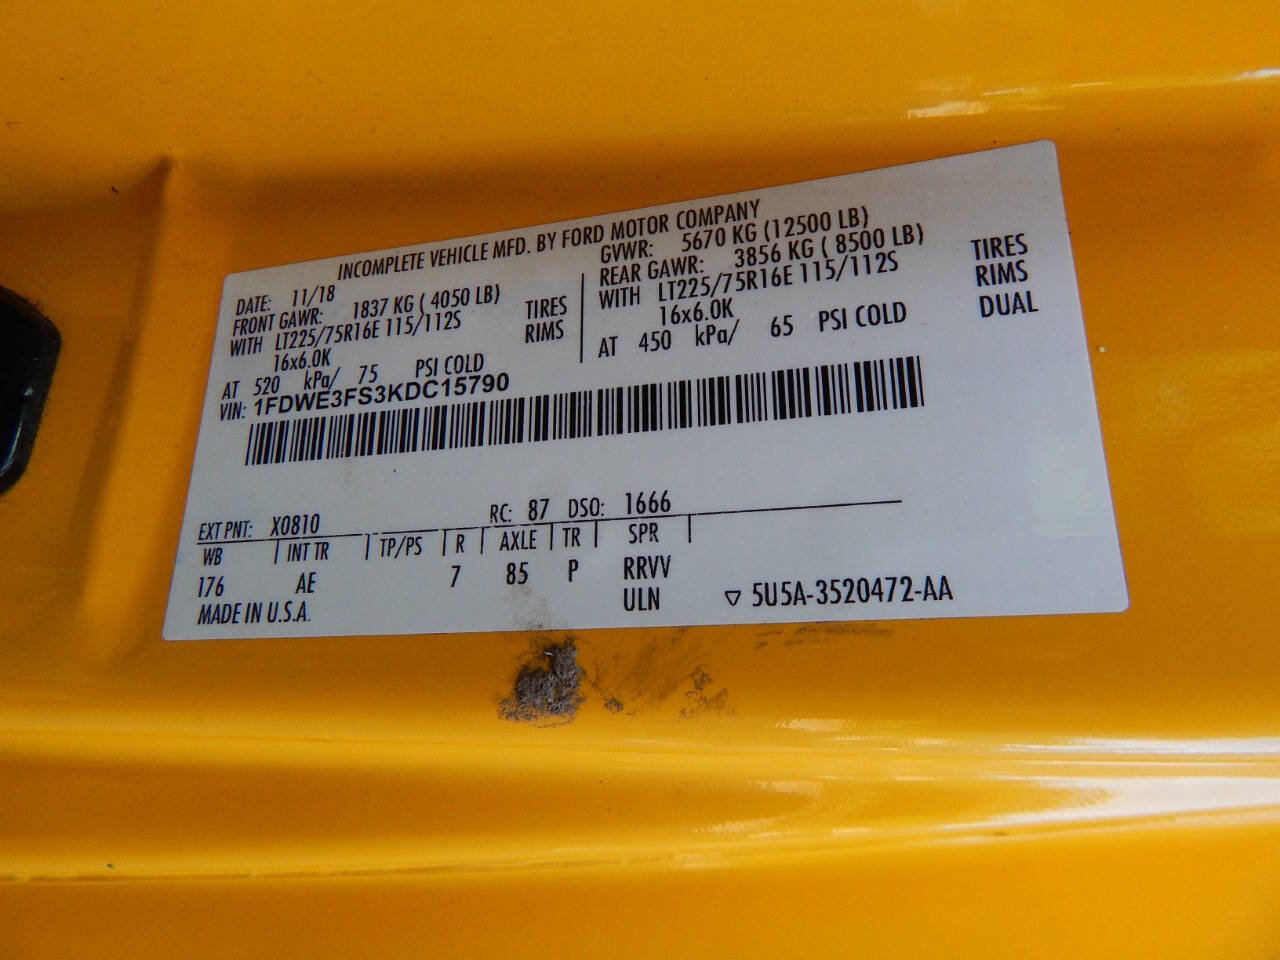 INCOMPLETE VEHICLE MFD. BY FORD MOTOR COMPANY
DATE: 11/18
FRONT GAWR: 1837 KG ( 4050 LB)
WITH LT225/75R16E 115/112S TIRES
16x6.0K RIMS
AT 520 kPa/ 75 PSI COLD
GVWR: 5670 KG (12500 LB)
REAR GAWR: 3856 KG ( 8500 LB)
WITH LT225/75R16E 115/112S TIRES
16x6.0K RIMS
AT 450 kPa/ 65 PSI COLD DUAL
VIN: 1FDWE3FS3KDC15790
EXT PNT: X0810 RC: 87 DSO: 1666
WB | INT TR | TP/PS | R | AXLE | TR | SPR |
176 AE 7 85 P RRVV
ULN
MADE IN U.S.A. ▽ 5U5A-3520472-AA